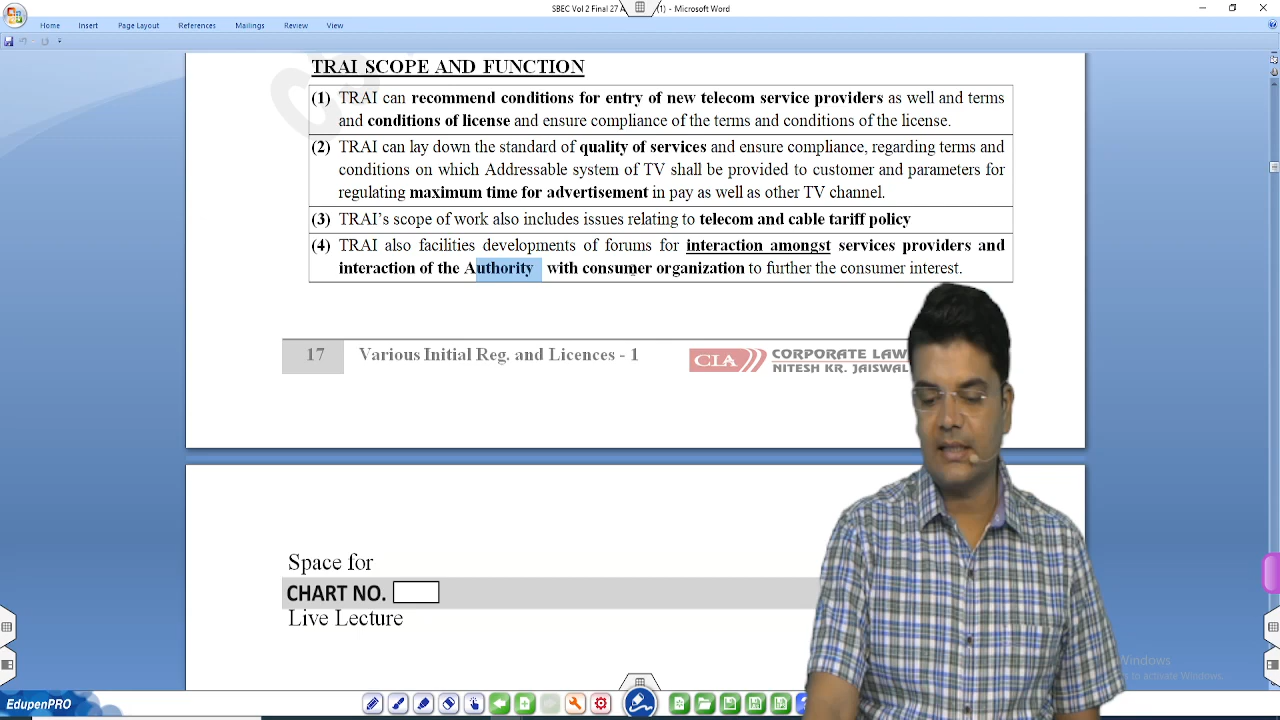 SBEC Vol 2 Final 27 A (1) - Microsoft Word
Home Insert Page Layout References Mailings Review View
TRAI SCOPE AND FUNCTION
(1) TRAI can recommend conditions for entry of new telecom service providers as well and terms
and conditions of license and ensure compliance of the terms and conditions of the license.
(2) TRAI can lay down the standard of quality of services and ensure compliance, regarding terms and
conditions on which Addressable system of TV shall be provided to customer and parameters for
regulating maximum time for advertisement in pay as well as other TV channel.
(3) TRAI's scope of work also includes issues relating to telecom and cable tariff policy
(4) TRAI also facilities developments of forums for interaction amongst services providers and
interaction of the Authority with consumer organization to further the consumer interest.
17 Various Initial Reg. and Licences - 1
CLA CORPORATE LAW
NITESH KR. JAISWAL
Space for
CHART NO.
Live Lecture
Windows
to activate Windows.
EdupenPRO